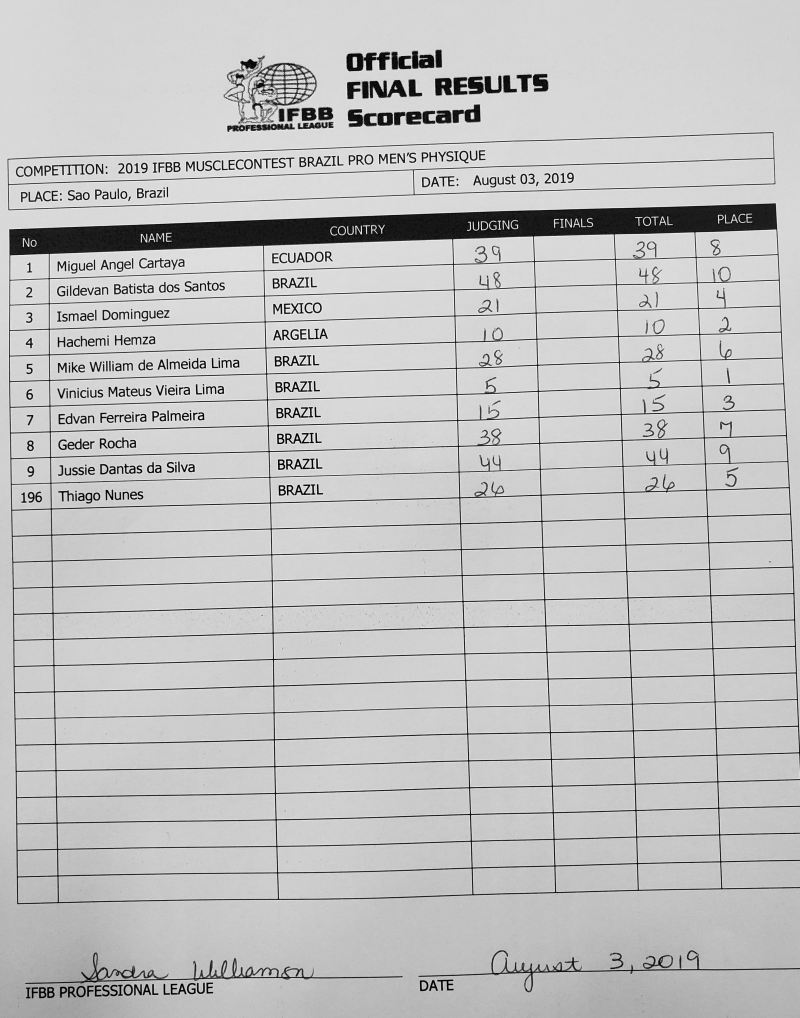 Official
FINAL RESULTS
Scorecard
IFBB
PROFESSIONAL LEAGUE
COMPETITION: 2019 IFBB MUSCLECONTEST BRAZIL PRO MEN'S PHYSIQUE
PLACE: Sao Paulo, Brazil DATE: August 03, 2019
No NAME COUNTRY JUDGING FINALS TOTAL PLACE
1 Miguel Angel Cartaya ECUADOR 39 39 8
2 Gildevan Batista dos Santos BRAZIL 48 48 10
3 Ismael Dominguez MEXICO 21 21 4
4 Hachemi Hemza ARGELIA 10 10 2
5 Mike William de Almeida Lima BRAZIL 28 28 6
6 Vinicius Mateus Vieira Lima BRAZIL 5 5 1
7 Edvan Ferreira Palmeira BRAZIL 15 15 3
8 Geder Rocha BRAZIL 38 38 7
9 Jussie Dantas da Silva BRAZIL 44 44 9
196 Thiago Nunes BRAZIL 26 26 5
Sandra Williamson August 3, 2019
IFBB PROFESSIONAL LEAGUE DATE